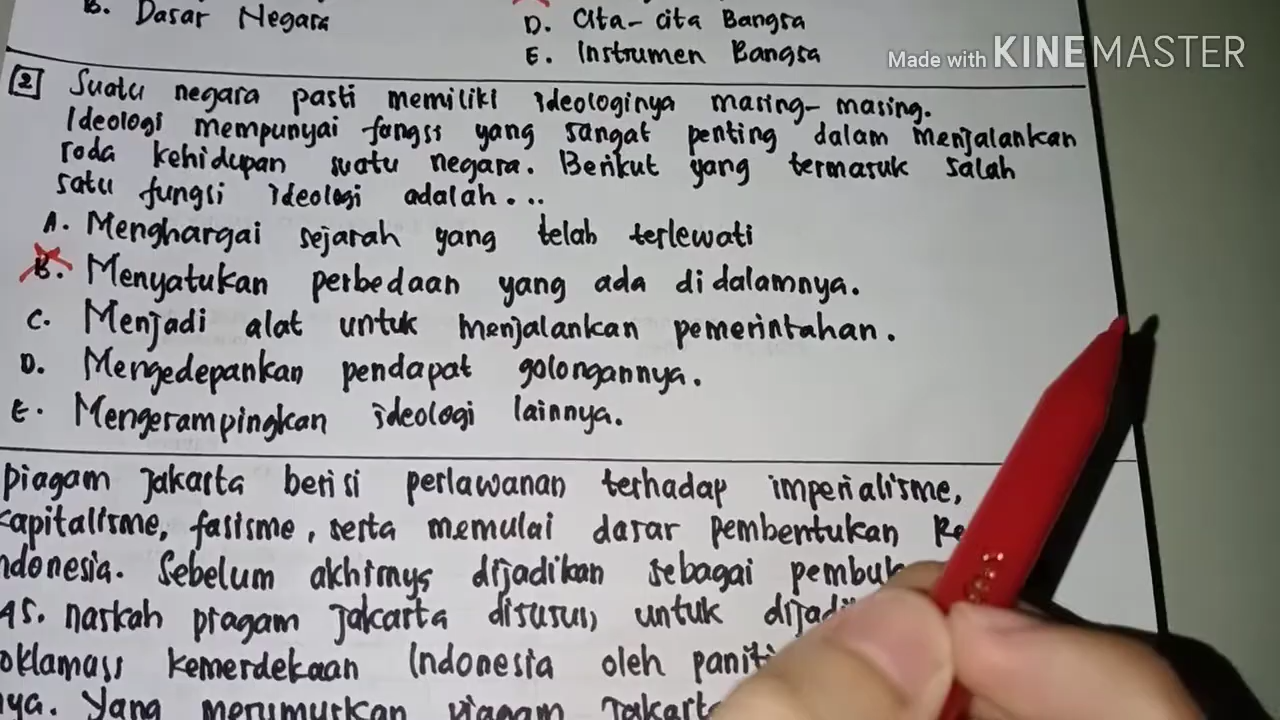 B. Dasar Negara
D. Cita-cita Bangsa
E. Instrumen Bangsa
Made with KINEMASTER
2 Suatu negara pasti memiliki ideologinya masing-masing.
Ideologi mempunyai fungsi yang sangat penting dalam menjalankan
roda kehidupan suatu negara. Berikut yang termasuk salah
satu fungsi ideologi adalah...
A. Menghargai sejarah yang telah terlewati
B. Menyatukan perbedaan yang ada di dalamnya.
C. Menjadi alat untuk menjalankan pemerintahan.
D. Mengedepankan pendapat golongannya.
E. Mengerampingkan ideologi lainnya.
piagam Jakarta berisi perlawanan terhadap imperialisme,
kapitalisme, fasisme, serta memulai dasar pembentukan
ndonesia. Sebelum akhirnys dijadikan sebagai
naskah piagam Jakarta disusun untuk
oklamasi kemerdekaan Indonesia oleh
nya. Yang merumuskan piagam Jakarta